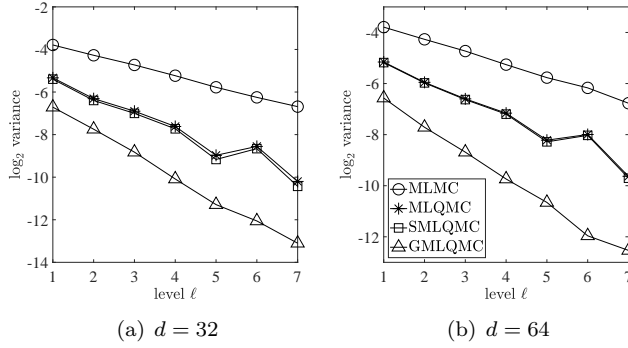 -2
-4
-6
-8
-10
-12
-14
log₂ variance
1 2 3 4 5 6 7
level ℓ
(a) d = 32
-4
-6
-8
-10
-12
log₂ variance
MLMC
MLQMC
SMLQMC
GMLQMC
1 2 3 4 5 6 7
level ℓ
(b) d = 64